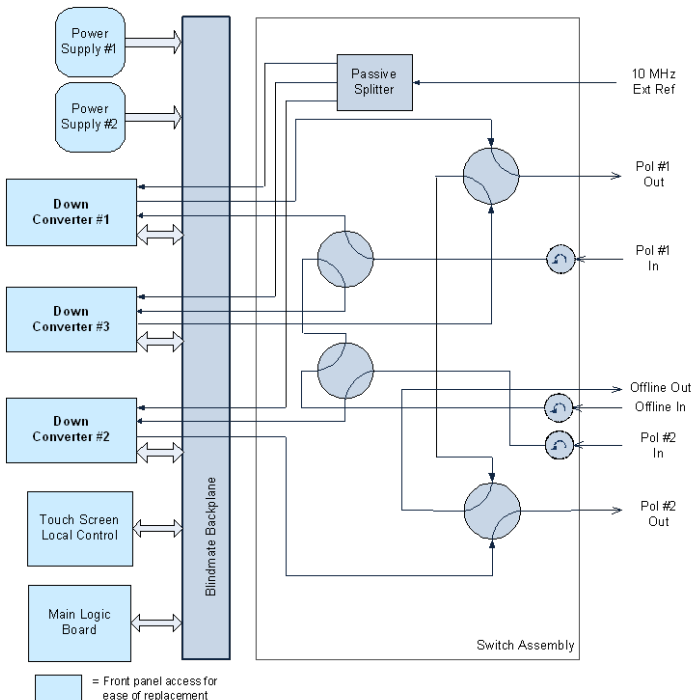 Power
Supply #1
Power
Supply #2
Passive
Splitter
10 MHz
Ext Ref
Pol #1
Out
Down
Converter #1
Pol #1
In
Down
Converter #3
Offline Out
Offline In
Down
Converter #2
Pol #2
In
Pol #2
Out
Touch Screen
Local Control
Blindmate Backplane
Main Logic
Board
Switch Assembly
= Front panel access for
ease of replacement